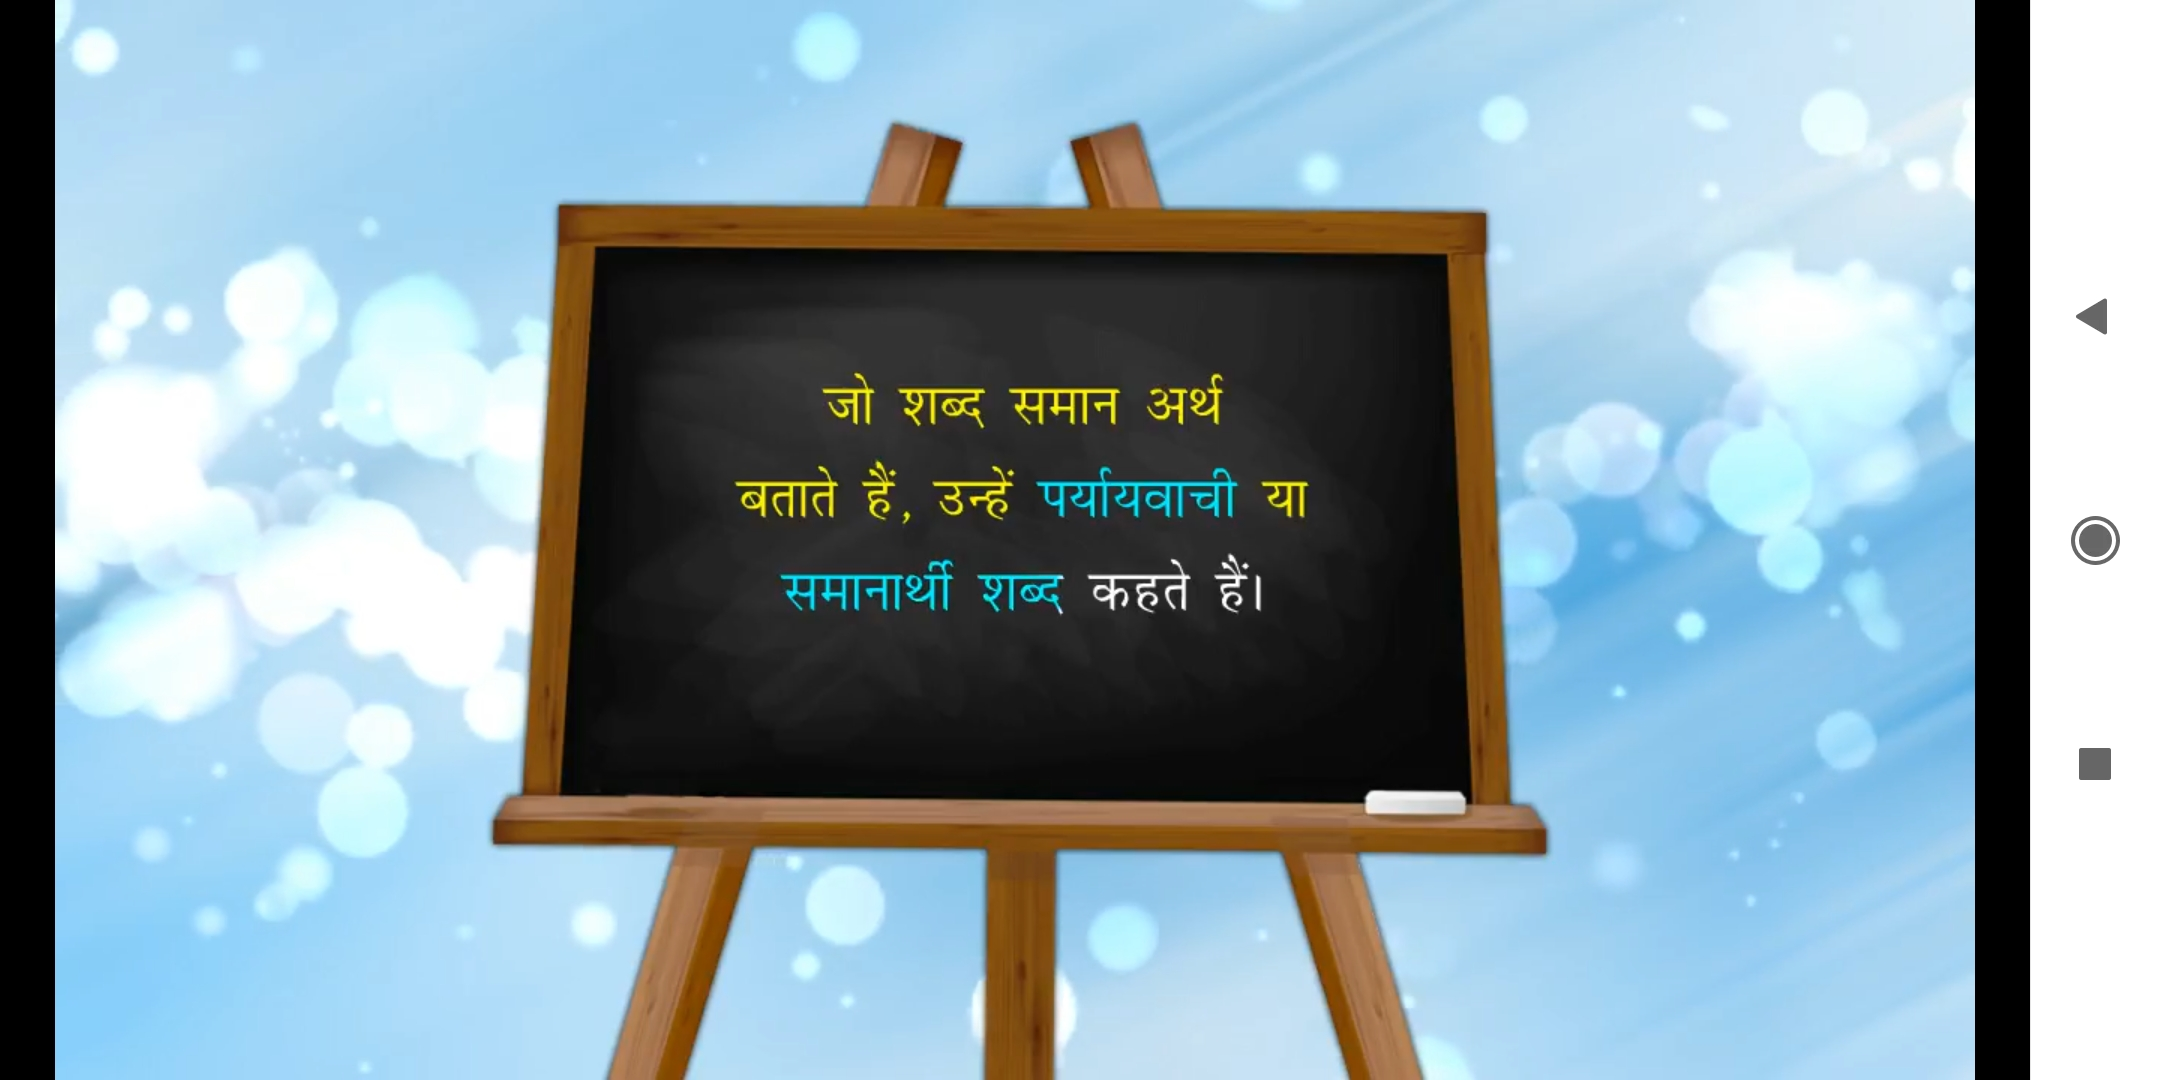 जो शब्द समान अर्थ
बताते हैं, उन्हें पर्यायवाची या
समानार्थी शब्द कहते हैं।